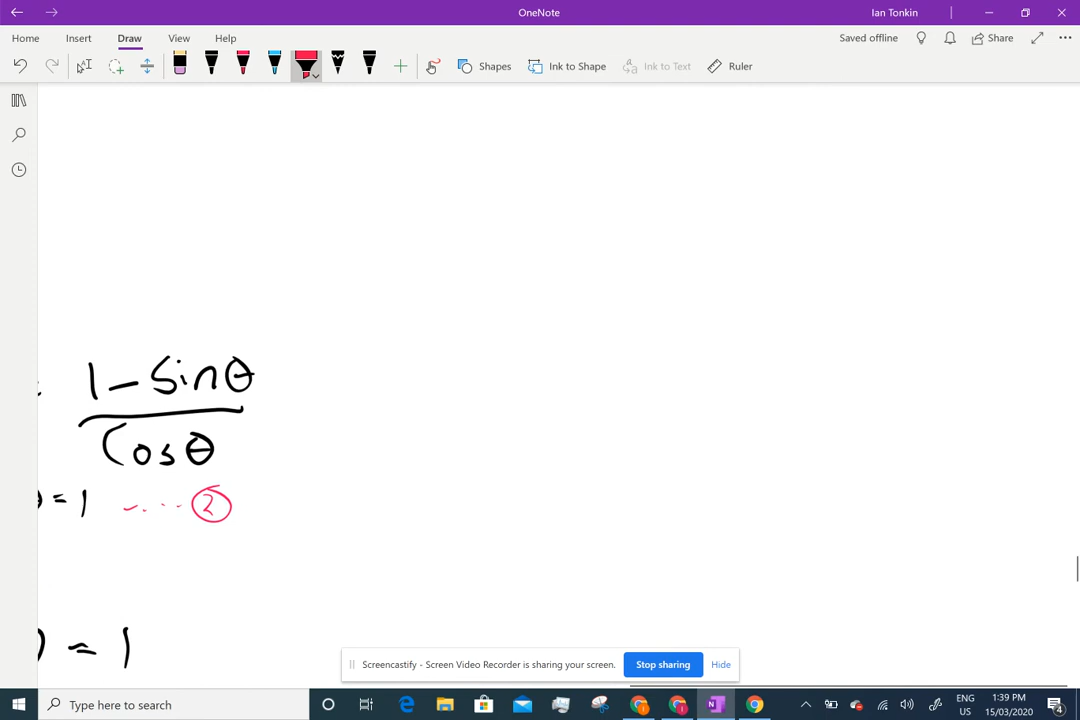 OneNote
Ian Tonkin
Home Insert Draw View Help
Saved offline
Share
Shapes
Ink to Shape
Ink to Text
Ruler
1 - Sinθ
Cosθ
= 1 ..... 2
= 1
Screencastify - Screen Video Recorder is sharing your screen.
Stop sharing
Hide
Type here to search
ENG
US
1:39 PM
15/03/2020
4